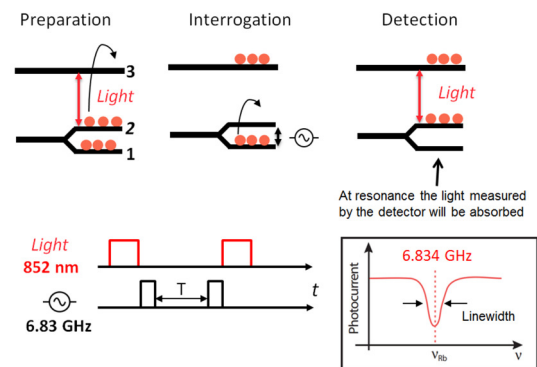 Preparation
Interrogation
Detection
3
Light
2
1
Light
At resonance the light measured
by the detector will be absorbed
Light
852 nm
T
t
6.83 GHz
6.834 GHz
Photocurrent
Linewidth
νRb
ν